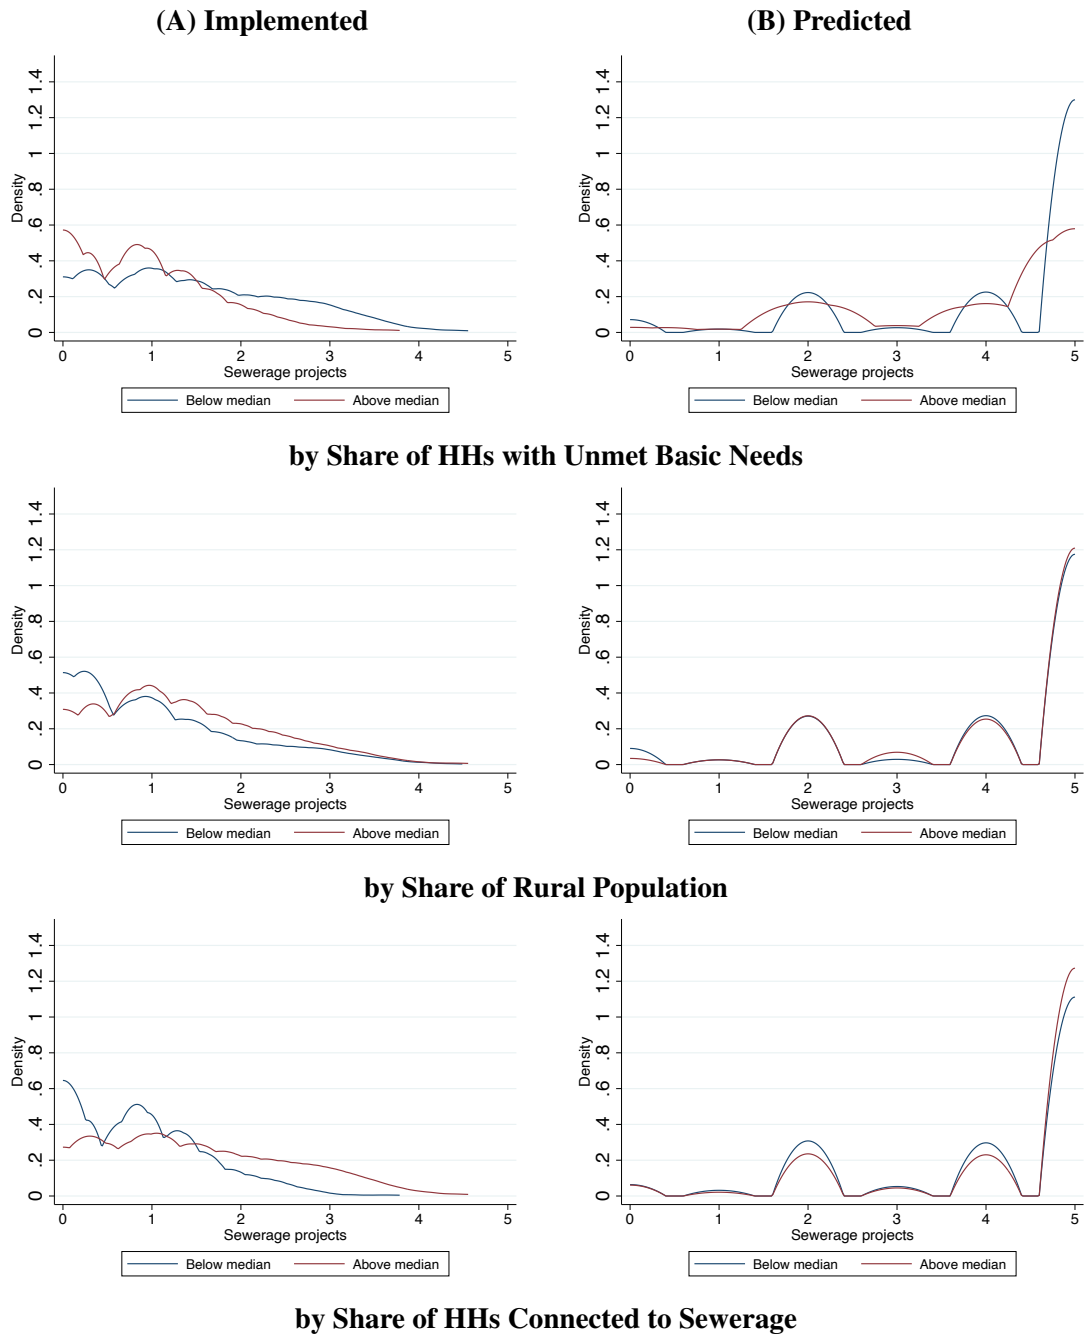 (A) Implemented
(B) Predicted
Density
0 .2 .4 .6 .8 1 1.2 1.4
0 1 2 3 4 5
Sewerage projects
Below median Above median
Density
0 .2 .4 .6 .8 1 1.2 1.4
0 1 2 3 4 5
Sewerage projects
Below median Above median
by Share of HHs with Unmet Basic Needs
Density
0 .2 .4 .6 .8 1 1.2 1.4
0 1 2 3 4 5
Sewerage projects
Below median Above median
Density
0 .2 .4 .6 .8 1 1.2 1.4
0 1 2 3 4 5
Sewerage projects
Below median Above median
by Share of Rural Population
Density
0 .2 .4 .6 .8 1 1.2 1.4
0 1 2 3 4 5
Sewerage projects
Below median Above median
Density
0 .2 .4 .6 .8 1 1.2 1.4
0 1 2 3 4 5
Sewerage projects
Below median Above median
by Share of HHs Connected to Sewerage